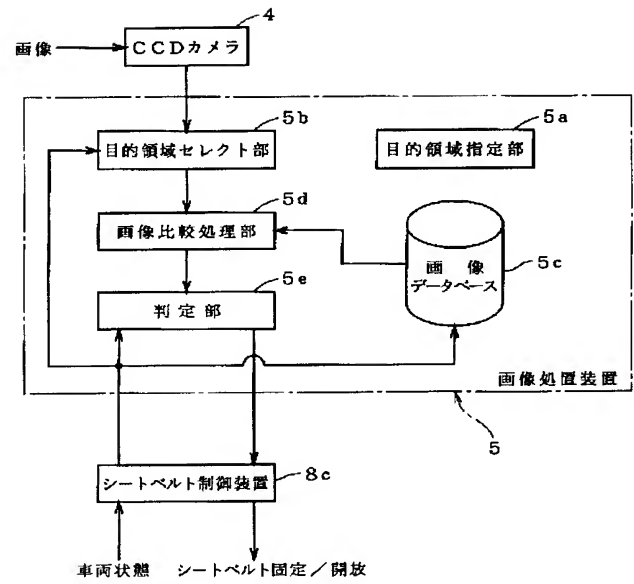 4
画像
CCDカメラ
5b
5a
目的領域セレクト部
目的領域指定部
5d
画像比較処理部
画像
データベース
5c
5e
判定部
画像処置装置
5
シートベルト制御装置
8c
車両状態
シートベルト固定/開放